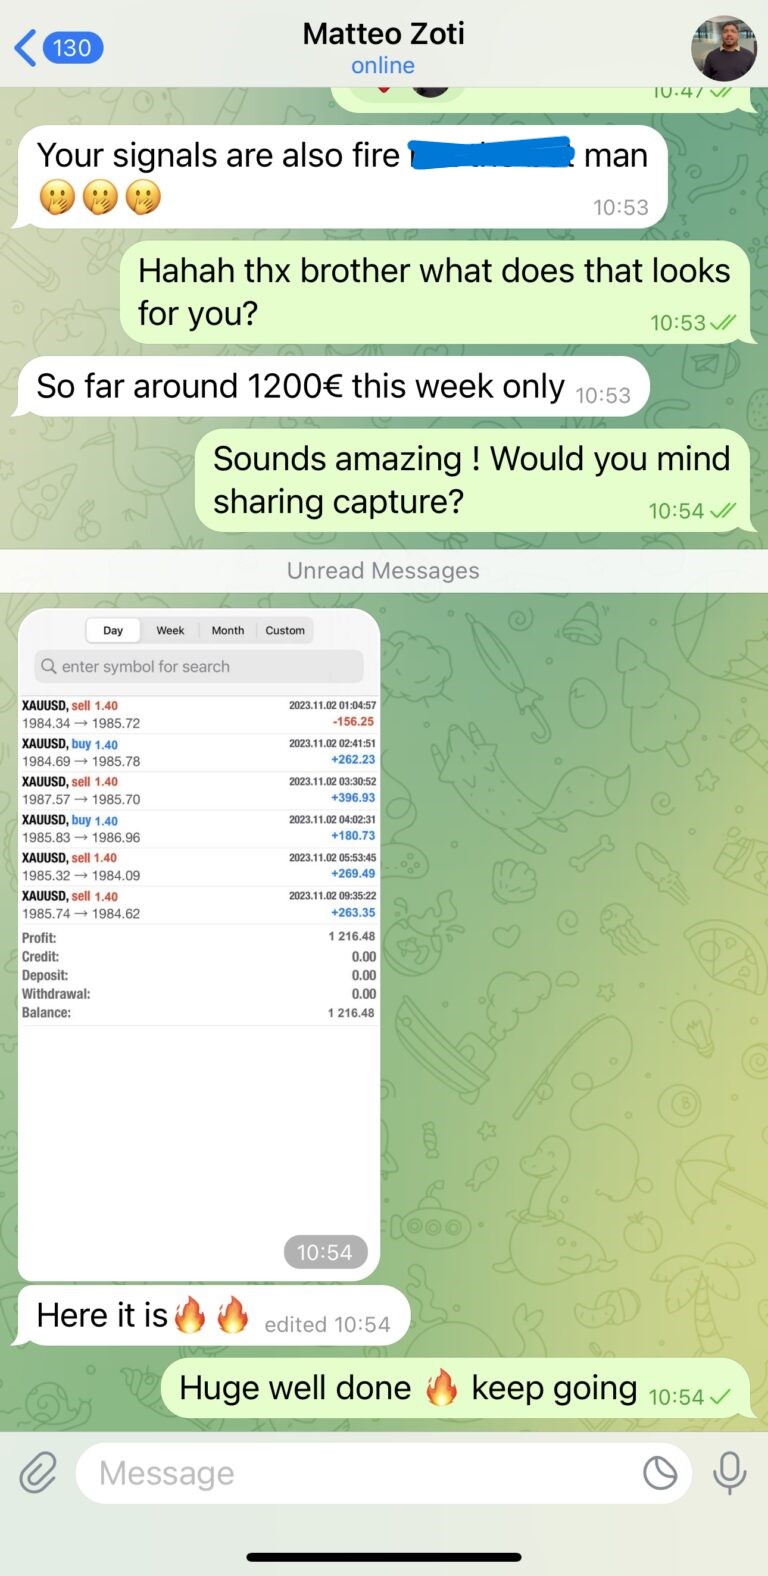 130
Matteo Zoti
online
10:47
Your signals are also fire man
🤭🤭🤭
10:53
Hahah thx brother what does that looks
for you?
10:53
So far around 1200€ this week only 10:53
Sounds amazing ! Would you mind
sharing capture?
10:54
Unread Messages
Day Week Month Custom
enter symbol for search
XAUUSD, sell 1.40 2023.11.02 01:04:57
1984.34 → 1985.72 -156.25
XAUUSD, buy 1.40 2023.11.02 02:41:51
1984.69 → 1985.78 +262.23
XAUUSD, sell 1.40 2023.11.02 03:30:52
1987.57 → 1985.70 +396.93
XAUUSD, buy 1.40 2023.11.02 04:02:31
1985.83 → 1986.96 +180.73
XAUUSD, sell 1.40 2023.11.02 05:53:45
1985.32 → 1984.09 +269.49
XAUUSD, sell 1.40 2023.11.02 09:35:22
1985.74 → 1984.62 +263.35
Profit: 1 216.48
Credit: 0.00
Deposit: 0.00
Withdrawal: 0.00
Balance: 1 216.48
10:54
Here it is🔥🔥 edited 10:54
Huge well done 🔥 keep going 10:54
Message